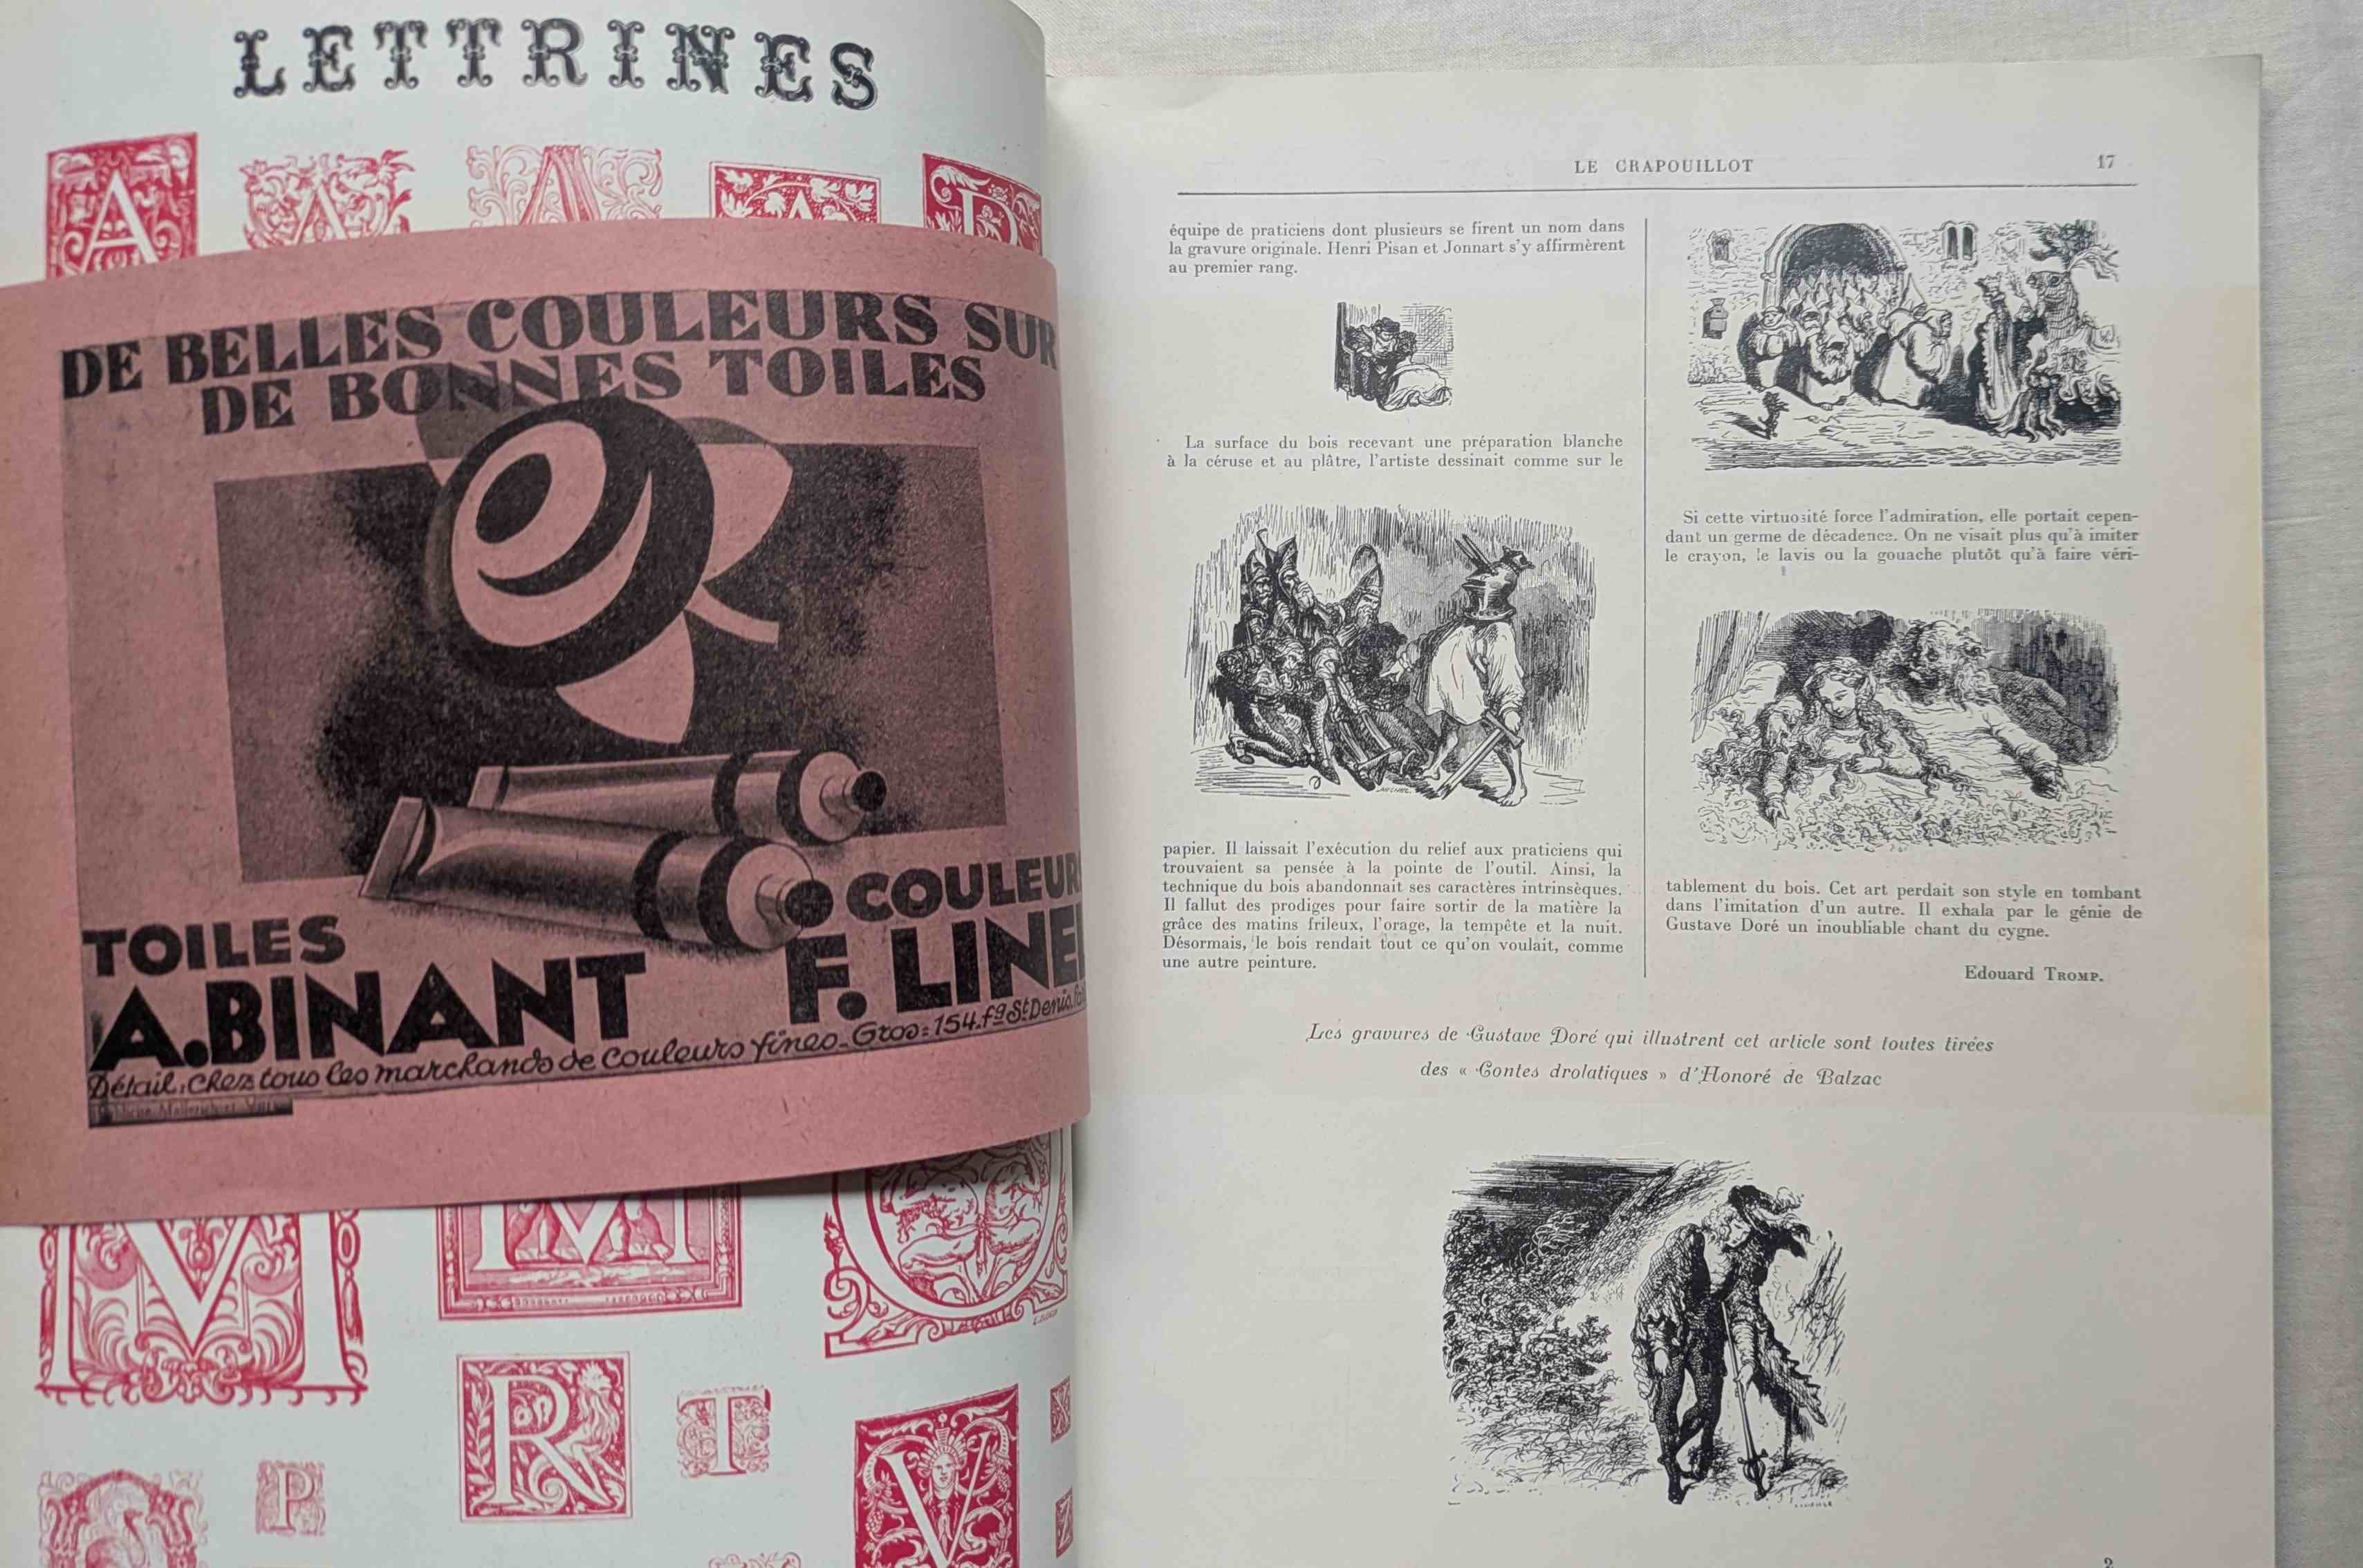 LETTRINES
A
A
A
A
DE BELLES COULEURS SUR
DE BONNES TOILES
COULEUR
TOILES
F. LINE
A. BINANT
Détail: chez tous les marchands de couleurs fines_Gros: 154. fg St Denis.
M
M
O
R
T
P
V
LE CRAPOUILLOT
17
équipe de praticiens dont plusieurs se firent un nom dans
la gravure originale. Henri Pisan et Jonnart s'y affirmèrent
au premier rang.
La surface du bois recevant une préparation blanche
à la céruse et au plâtre, l'artiste dessinait comme sur le
papier. Il laissait l'exécution du relief aux praticiens qui
trouvaient sa pensée à la pointe de l'outil. Ainsi, la
technique du bois abandonnait ses caractères intrinsèques.
Il fallut des prodiges pour faire sortir de la matière la
grâce des matins frileux, l'orage, la tempête et la nuit.
Désormais, le bois rendait tout ce qu'on voulait, comme
une autre peinture.
Si cette virtuosité force l'admiration, elle portait cepen-
dant un germe de décadence. On ne visait plus qu'à imiter
le crayon, le lavis ou la gouache plutôt qu'à faire véri-
tablement du bois. Cet art perdait son style en tombant
dans l'imitation d'un autre. Il exhala par le génie de
Gustave Doré un inoubliable chant du cygne.
Edouard TROMP.
Les gravures de Gustave Doré qui illustrent cet article sont toutes tirées
des « Contes drolatiques » d'Honoré de Balzac
2